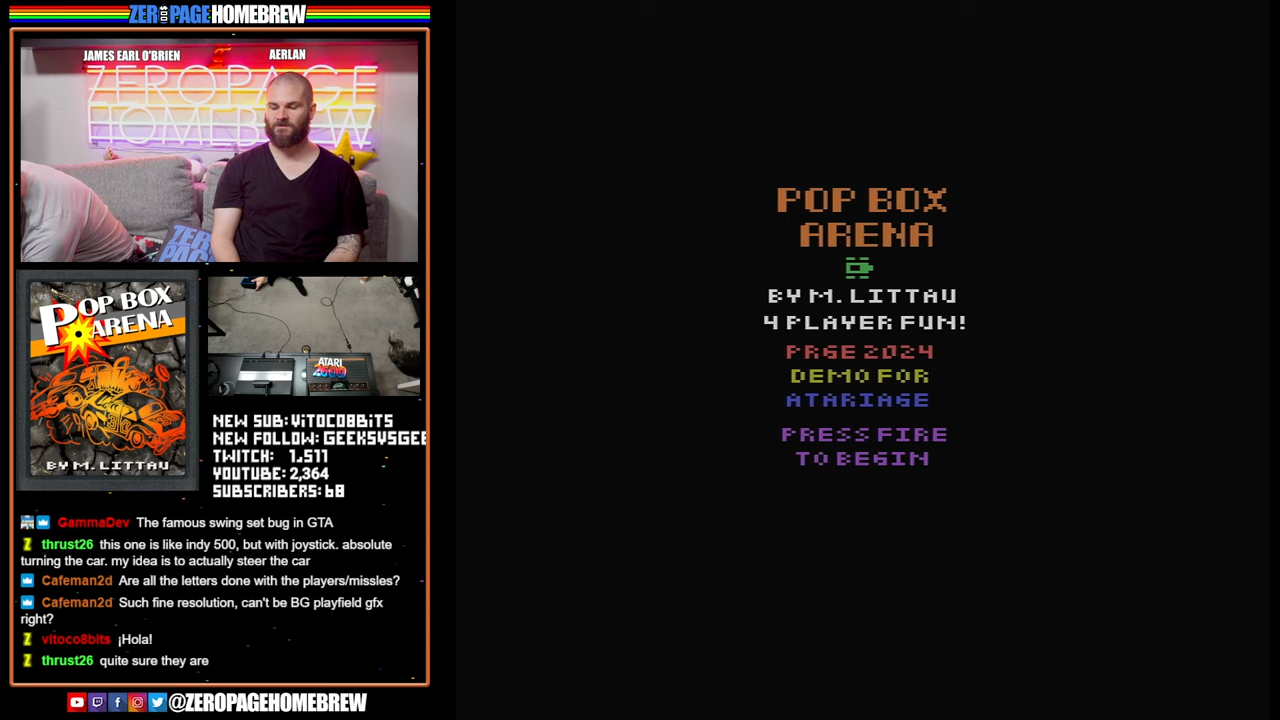 ZEROPAGE HOMEBREW
JAMES EARL O'BRIEN
AERLAN
ZEROPAGE
HOMEBREW
ZERO
PAGE
POP BOX
ARENA
BY M. LITTAU
ATARI
2600
NEW SUB: VITOCO8BITS
NEW FOLLOW: GEEKSYSGEE
TWITCH: 1,511
YOUTUBE: 2,364
SUBSCRIBERS: 68
GammaDev The famous swing set bug in GTA
thrust26 this one is like indy 500, but with joystick. absolute
turning the car. my idea is to actually steer the car
Cafeman2d Are all the letters done with the players/missles?
Cafeman2d Such fine resolution, can't be BG playfield gfx
right?
vitoco8bits ¡Hola!
thrust26 quite sure they are
@ZEROPAGEHOMEBREW
POP BOX
ARENA
BY M. LITTAU
4 PLAYER FUN!
PRGE 2024
DEMO FOR
ATARIAGE
PRESS FIRE
TO BEGIN